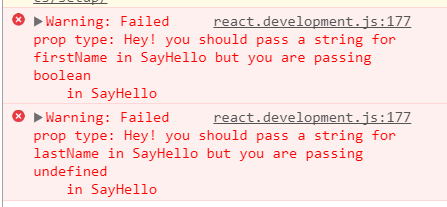 es/setup/
▶Warning: Failed react.development.js:177
prop type: Hey! you should pass a string for
firstName in SayHello but you are passing
boolean
in SayHello
▶Warning: Failed react.development.js:177
prop type: Hey! you should pass a string for
lastName in SayHello but you are passing
undefined
in SayHello